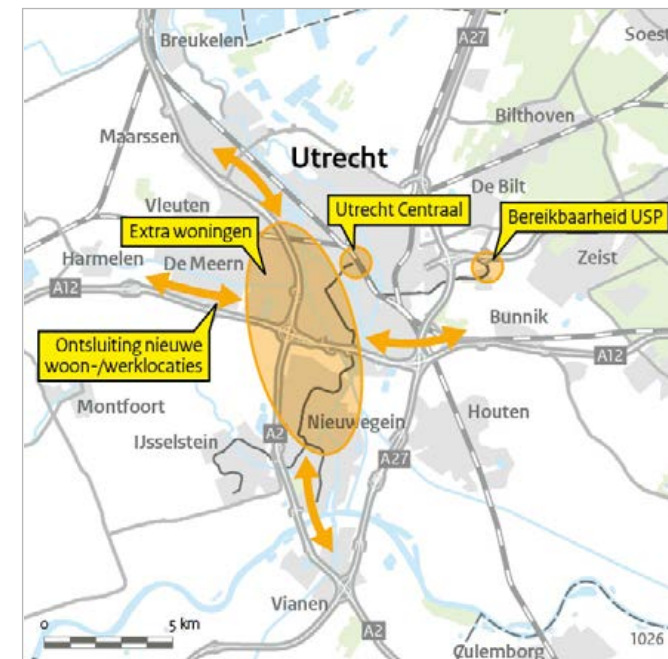 Breukelen
A27
Soest
Bilthoven
Maarssen
Utrecht
De Bilt
Vleuten
Utrecht Centraal
Bereikbaarheid USP
Extra woningen
Harmelen
De Meern
Zeist
A12
Bunnik
Ontsluiting nieuwe
woon-/werklocaties
A12
Montfoort
Nieuwegein
Houten
IJsselstein
A2
A27
Vianen
0
5 km
A2
Culemborg
1026